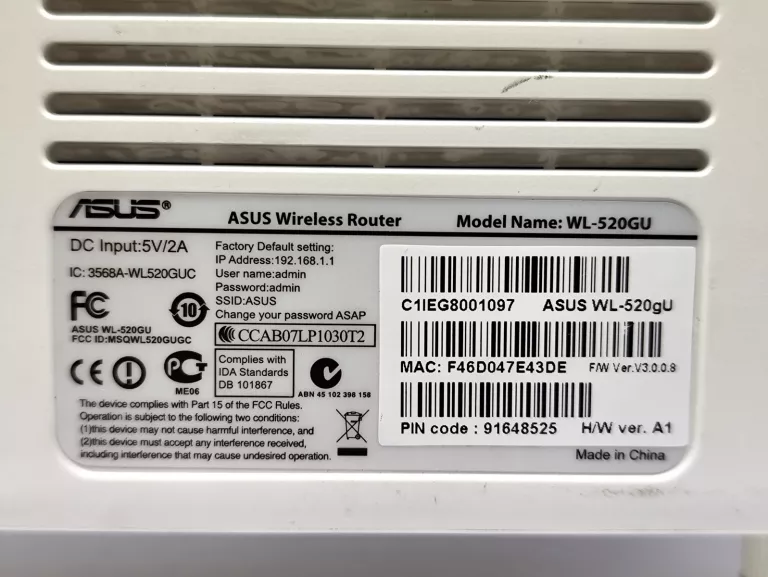 ASUS®
ASUS Wireless Router
Model Name: WL-520GU
DC Input:5V/2A
IC: 3568A-WL520GUC
FC
ASUS WL-520GU
FCC ID:MSQWL520GUGC
10
CE
PCT
ME06
Factory Default setting:
IP Address:192.168.1.1
User name:admin
Password:admin
SSID:ASUS
Change your password ASAP
CCAB07LP1030T2
Complies with
IDA Standards
DB 101867
ABN 45 102 398 158
The device complies with Part 15 of the FCC Rules.
Operation is subject to the following two conditions:
(1)this device may not cause harmful interference, and
(2)this device must accept any interference received,
including interference that may cause undesired operation.
C1IEG8001097 ASUS WL-520gU
MAC: F46D047E43DE F/W Ver.V3.0.0.8
PIN code : 91648525 H/W ver. A1
Made in China